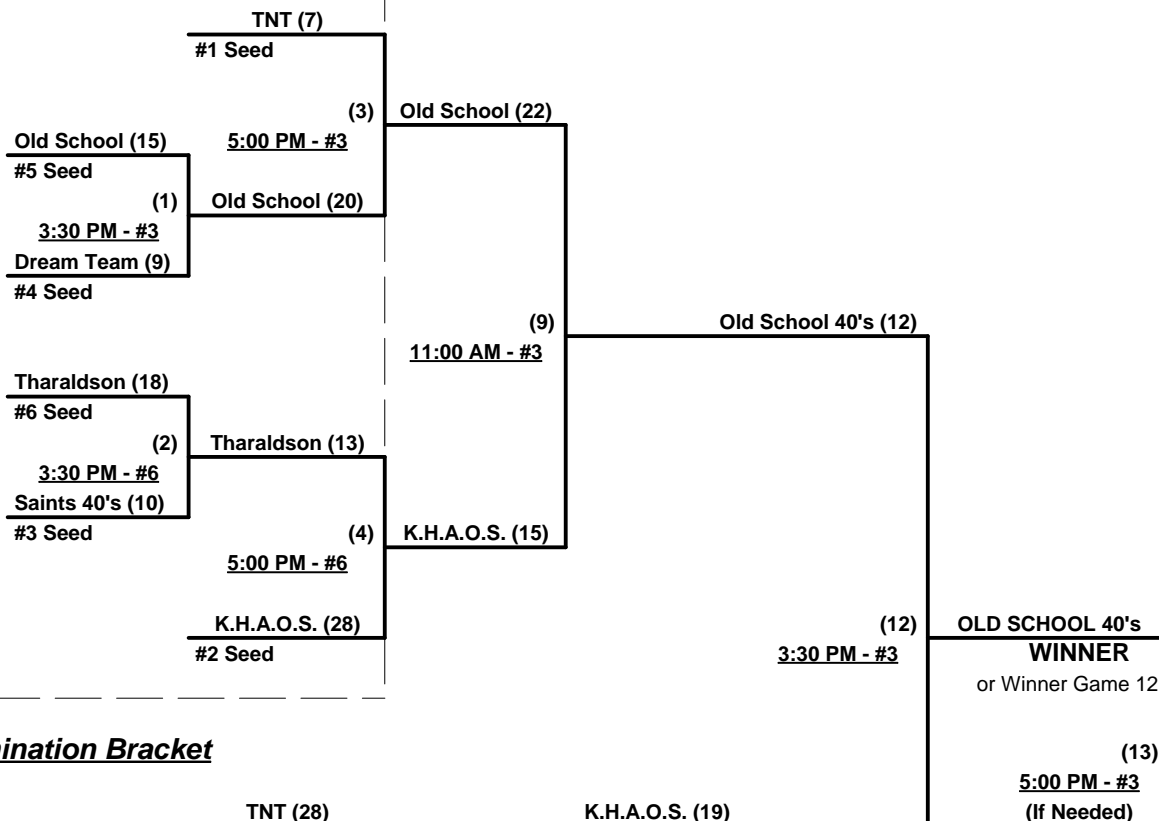 TNT (7)
#1 Seed
(3)
Old School (22)
5:00 PM - #3
Old School (15)
#5 Seed
(1)
Old School (20)
3:30 PM - #3
Dream Team (9)
#4 Seed
(9)
Old School 40's (12)
11:00 AM - #3
Tharaldson (18)
#6 Seed
(2)
Tharaldson (13)
3:30 PM - #6
Saints 40's (10)
#3 Seed
(4)
K.H.A.O.S. (15)
5:00 PM - #6
K.H.A.O.S. (28)
#2 Seed
(12)
OLD SCHOOL 40's
3:30 PM - #3
WINNER
or Winner Game 12
ination Bracket
(13)
5:00 PM - #3
(If Needed)
TNT (28)
K.H.A.O.S. (19)